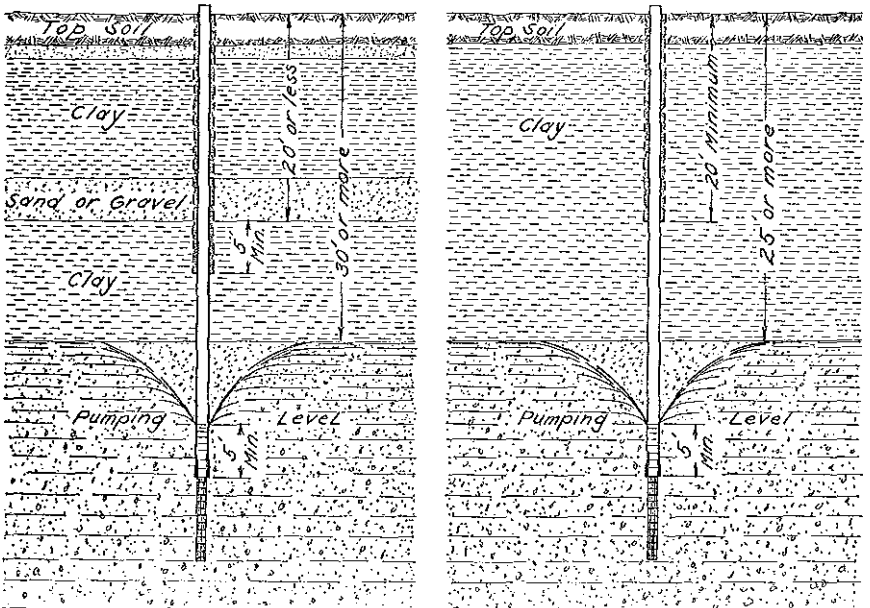 Top Soil
Clay
20' or less
Sand or Gravel
5'
Min.
30' or more
Clay
Pumping Level
5'
Min.
Top Soil
Clay
20' Minimum
25' or more
Pumping Level
5'
Min.